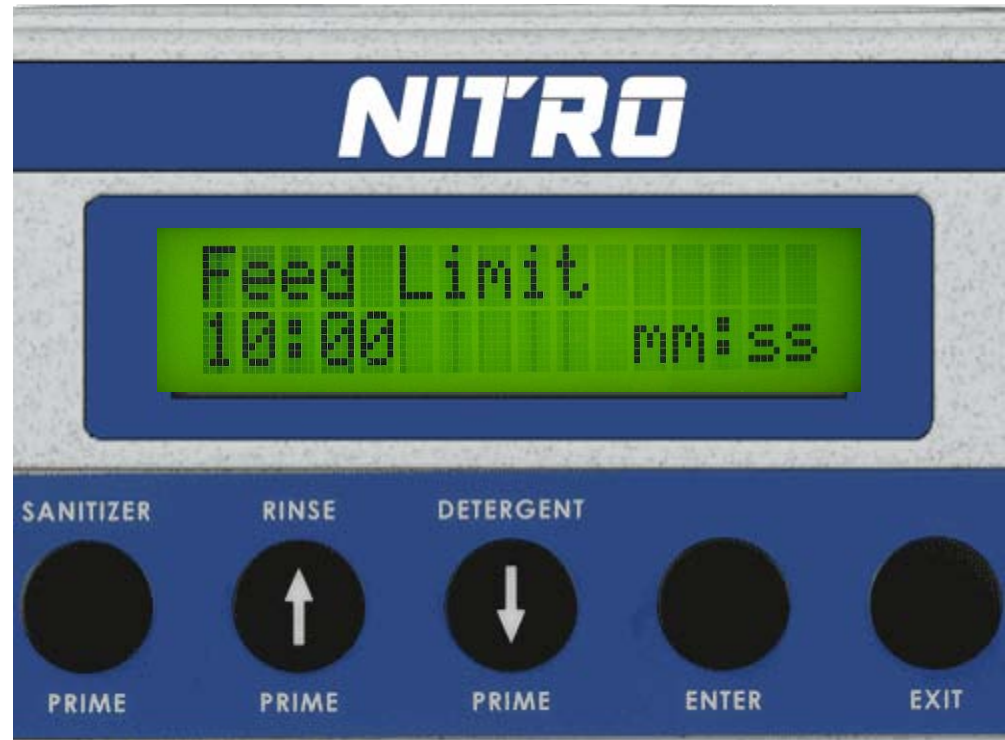 NITRO
Feed Limit
10:00 mm:ss
SANITIZER RINSE DETERGENT
PRIME PRIME PRIME ENTER EXIT